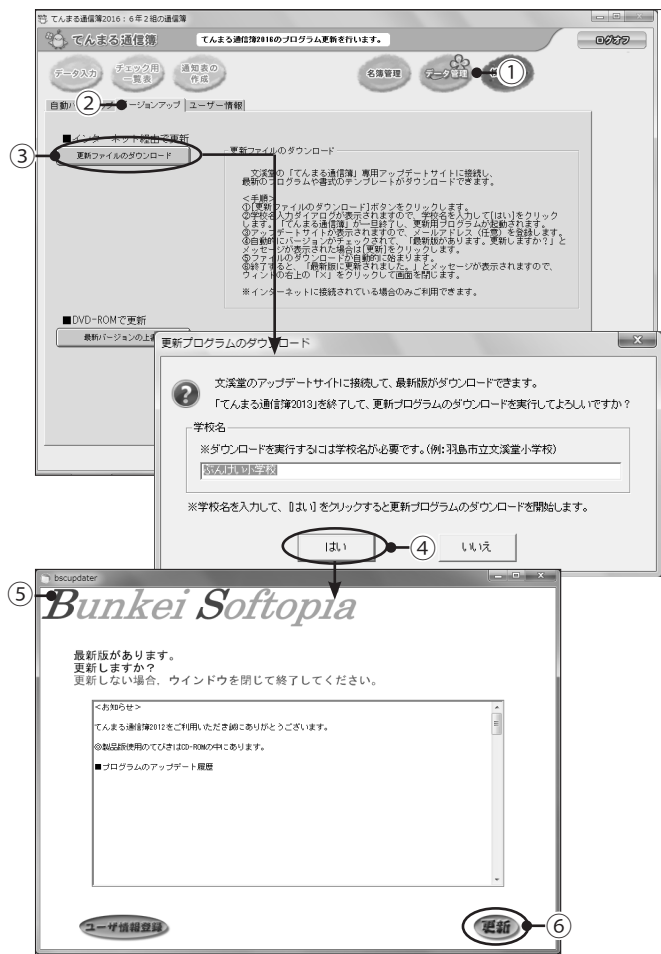 てんまる通信簿2016：6年2組の通信簿
てんまる通信簿
てんまる通信簿2016のプログラム更新を行います。
ログオフ
データ入力
チェック用
一覧表
通知表の
作成
名簿管理
データ管理
①
②
バージョンアップ
ユーザー情報
■インターネット経由で更新
③
更新ファイルのダウンロード
更新ファイルのダウンロード
文溪堂の「てんまる通信簿」専用アップデートサイトに接続し、
最新のプログラムや書式のテンプレートがダウンロードできます。
＜手順＞
①[更新ファイルのダウンロード]ボタンをクリックします。
②学校名入力ダイアログが表示されますので、学校名を入力して[はい]をクリック
します。「てんまる通信簿」が一旦終了し、更新用プログラムが起動されます。
③アップデートサイトが表示されますので、メールアドレス（任意）を登録します。
④自動的にバージョンがチェックされて、「最新版があります。更新しますか？」と
メッセージが表示された場合は[更新]をクリックします。
⑤ファイルのダウンロードが自動的に始まります。
⑥終了すると、「最新版に更新されました。」とメッセージが表示されますので、
ウィンドウの右上の「×」をクリックして画面を閉じます。
※インターネットに接続されている場合のみご利用できます。
■DVD-ROMで更新
最新バージョンの上書
更新プログラムのダウンロード
文溪堂のアップデートサイトに接続して、最新版がダウンロードできます。
「てんまる通信簿2013」を終了して、更新プログラムのダウンロードを実行してよろしいですか？
学校名
※ダウンロードを実行するには学校名が必要です。(例：羽島市立文溪堂小学校)
ぶんけい小学校
※学校名を入力して、[はい]をクリックすると更新プログラムのダウンロードを開始します。
はい
④
いいえ
bscupdater
⑤
Bunkei Softopia
最新版があります。
更新しますか？
更新しない場合，ウインドウを閉じて終了してください。
＜お知らせ＞
てんまる通信簿2012をご利用いただき誠にありがとうございます。
◎製品版使用のてびきはCD-ROMの中にあります。
■プログラムのアップデート履歴
ユーザ情報登録
更新
⑥